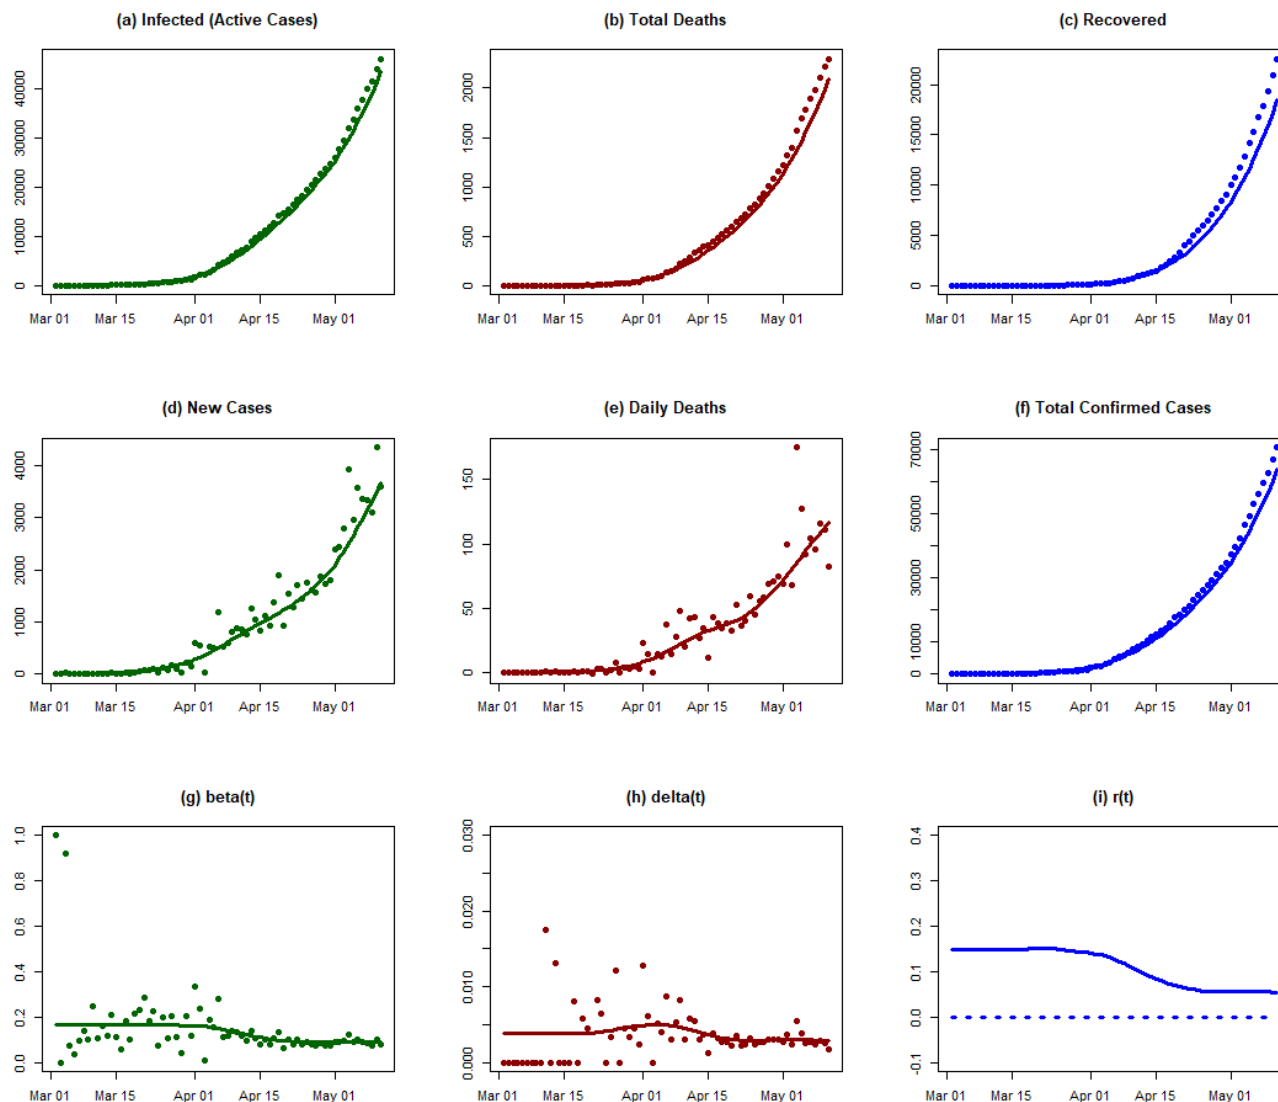 (a) Infected (Active Cases)
40000
30000
20000
10000
0
Mar 01 Mar 15 Apr 01 Apr 15 May 01
(b) Total Deaths
2000
1500
1000
500
0
Mar 01 Mar 15 Apr 01 Apr 15 May 01
(c) Recovered
20000
15000
10000
5000
0
Mar 01 Mar 15 Apr 01 Apr 15 May 01
(d) New Cases
4000
3000
2000
1000
0
Mar 01 Mar 15 Apr 01 Apr 15 May 01
(e) Daily Deaths
150
100
50
0
Mar 01 Mar 15 Apr 01 Apr 15 May 01
(f) Total Confirmed Cases
70000
50000
30000
10000
0
Mar 01 Mar 15 Apr 01 Apr 15 May 01
(g) beta(t)
1.0
0.8
0.6
0.4
0.2
0.0
Mar 01 Mar 15 Apr 01 Apr 15 May 01
(h) delta(t)
0.030
0.020
0.010
0.000
Mar 01 Mar 15 Apr 01 Apr 15 May 01
(i) r(t)
0.4
0.3
0.2
0.1
0.0
-0.1
Mar 01 Mar 15 Apr 01 Apr 15 May 01